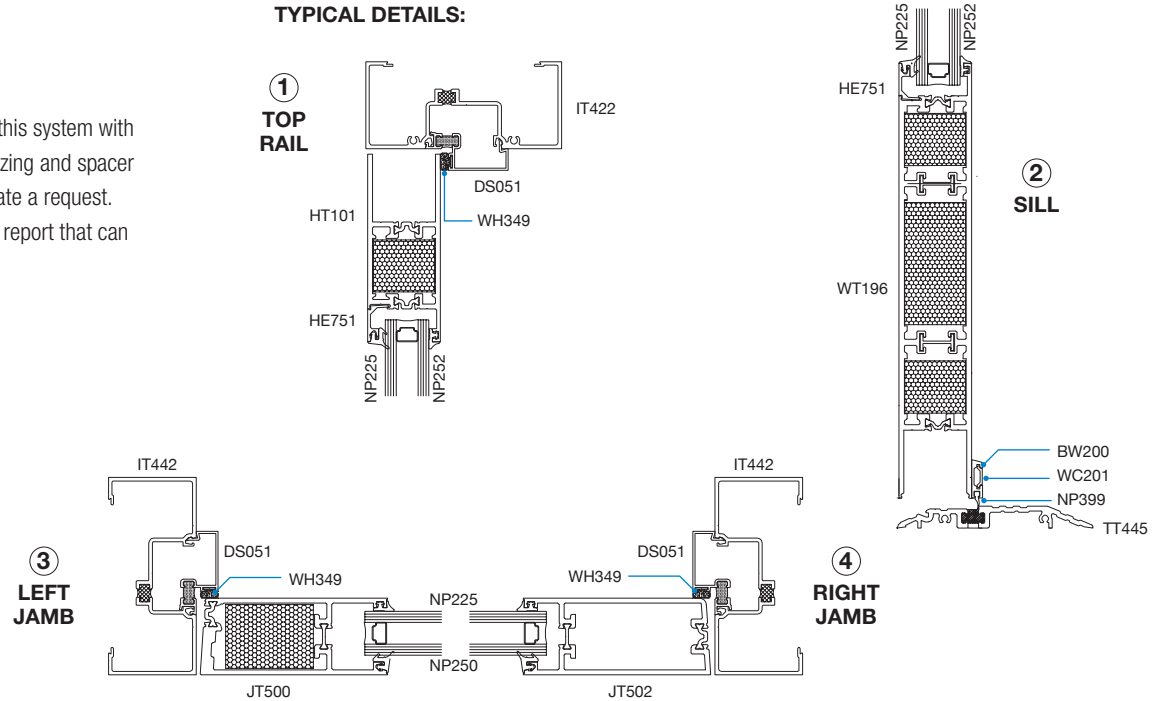 TYPICAL DETAILS:
this system with
zing and spacer
ate a request.
report that can
1
TOP
RAIL
IT422
DS051
WH349
HT101
HE751
NP225
NP252
NP225
NP252
HE751
2
SILL
WT196
BW200
WC201
NP399
TT445
3
LEFT
JAMB
IT442
DS051
WH349
NP225
NP250
JT500
4
RIGHT
JAMB
IT442
DS051
WH349
JT502